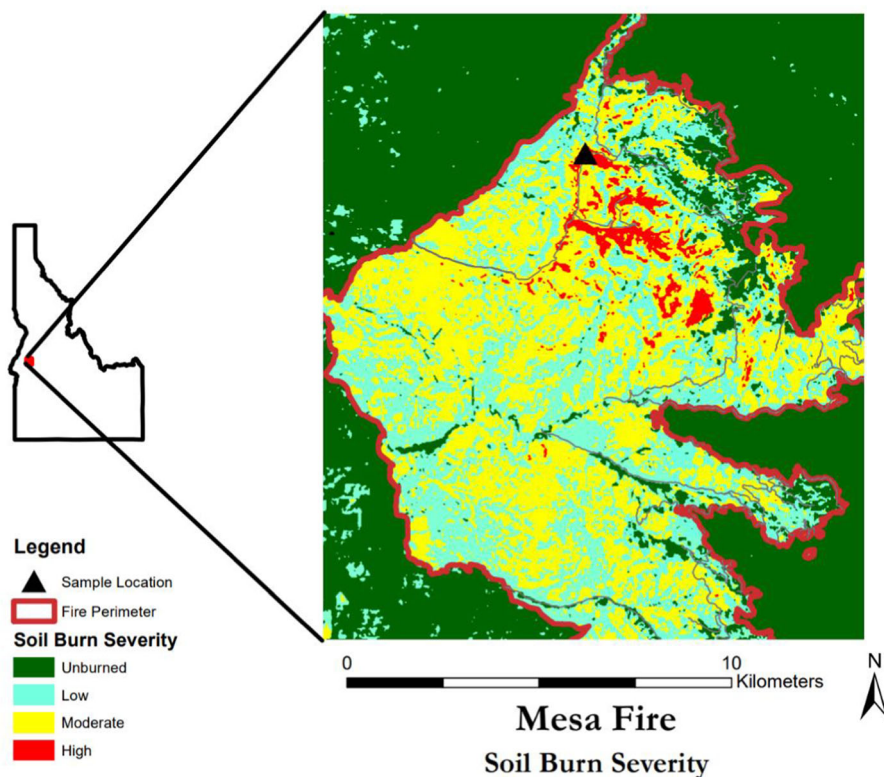 Legend
Sample Location
Fire Perimeter
Soil Burn Severity
Unburned
Low
Moderate
High
0 10
Kilometers
N
Mesa Fire
Soil Burn Severity